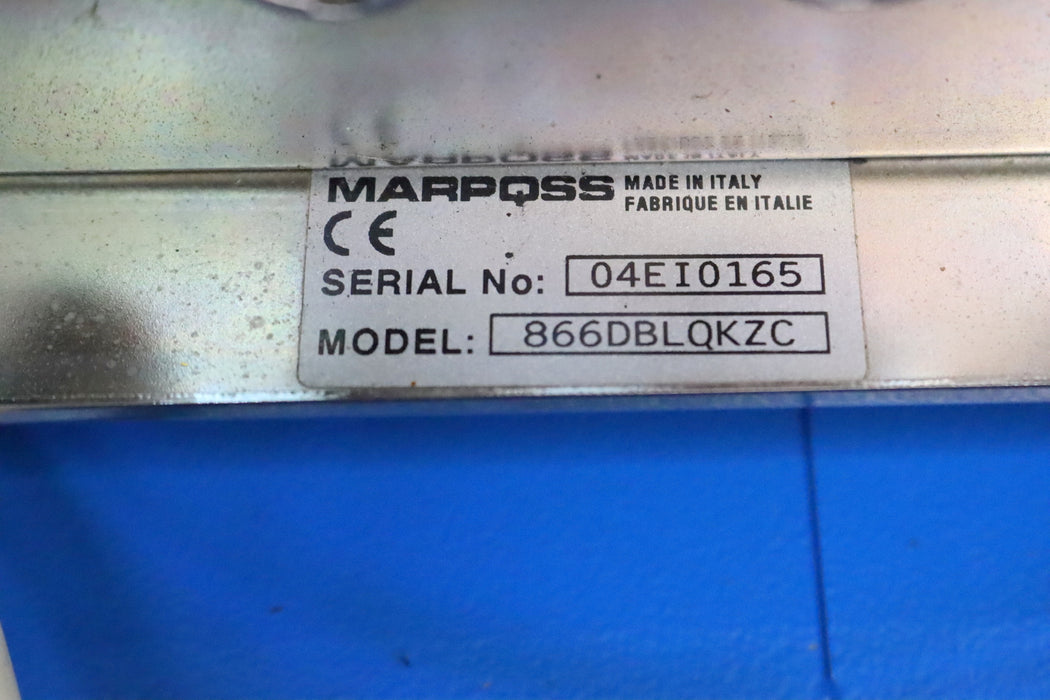 MARPOSS MADE IN ITALY
FABRIQUE EN ITALIE
CE
SERIAL No: 04EI0165
MODEL: 866DBLQKZC